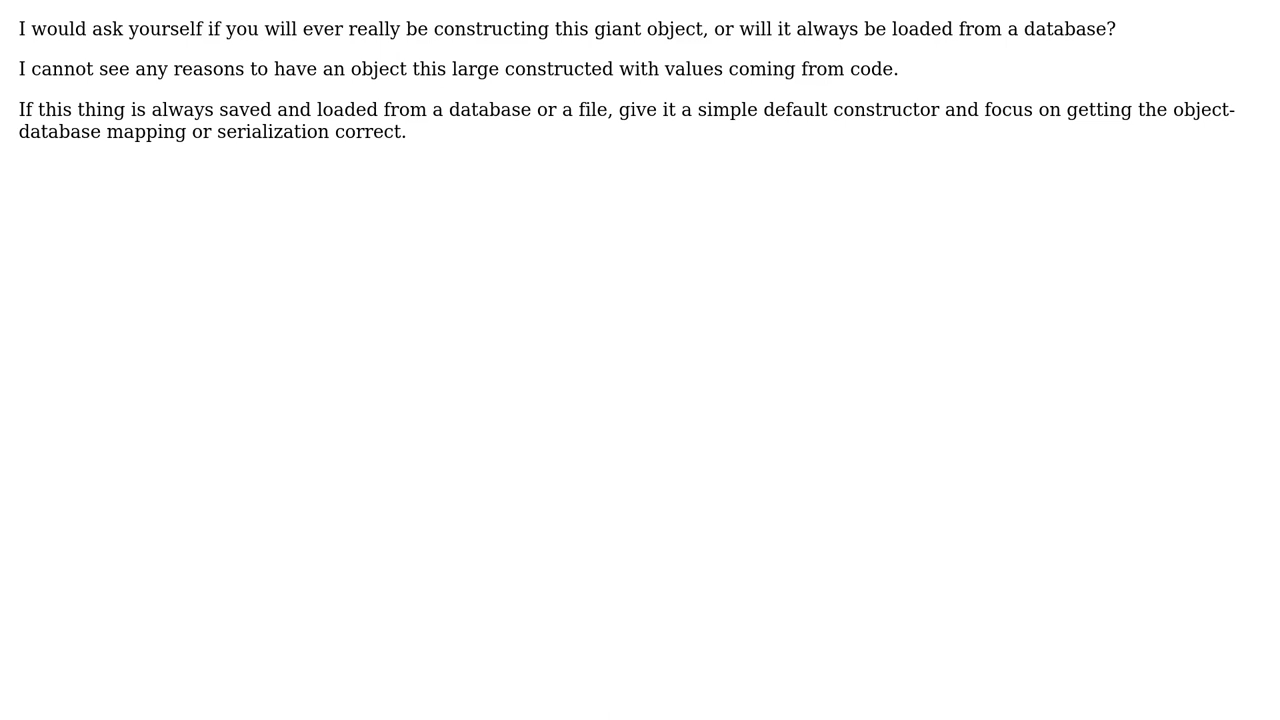 I would ask yourself if you will ever really be constructing this giant object, or will it always be loaded from a database?
I cannot see any reasons to have an object this large constructed with values coming from code.
If this thing is always saved and loaded from a database or a file, give it a simple default constructor and focus on getting the object-
database mapping or serialization correct.